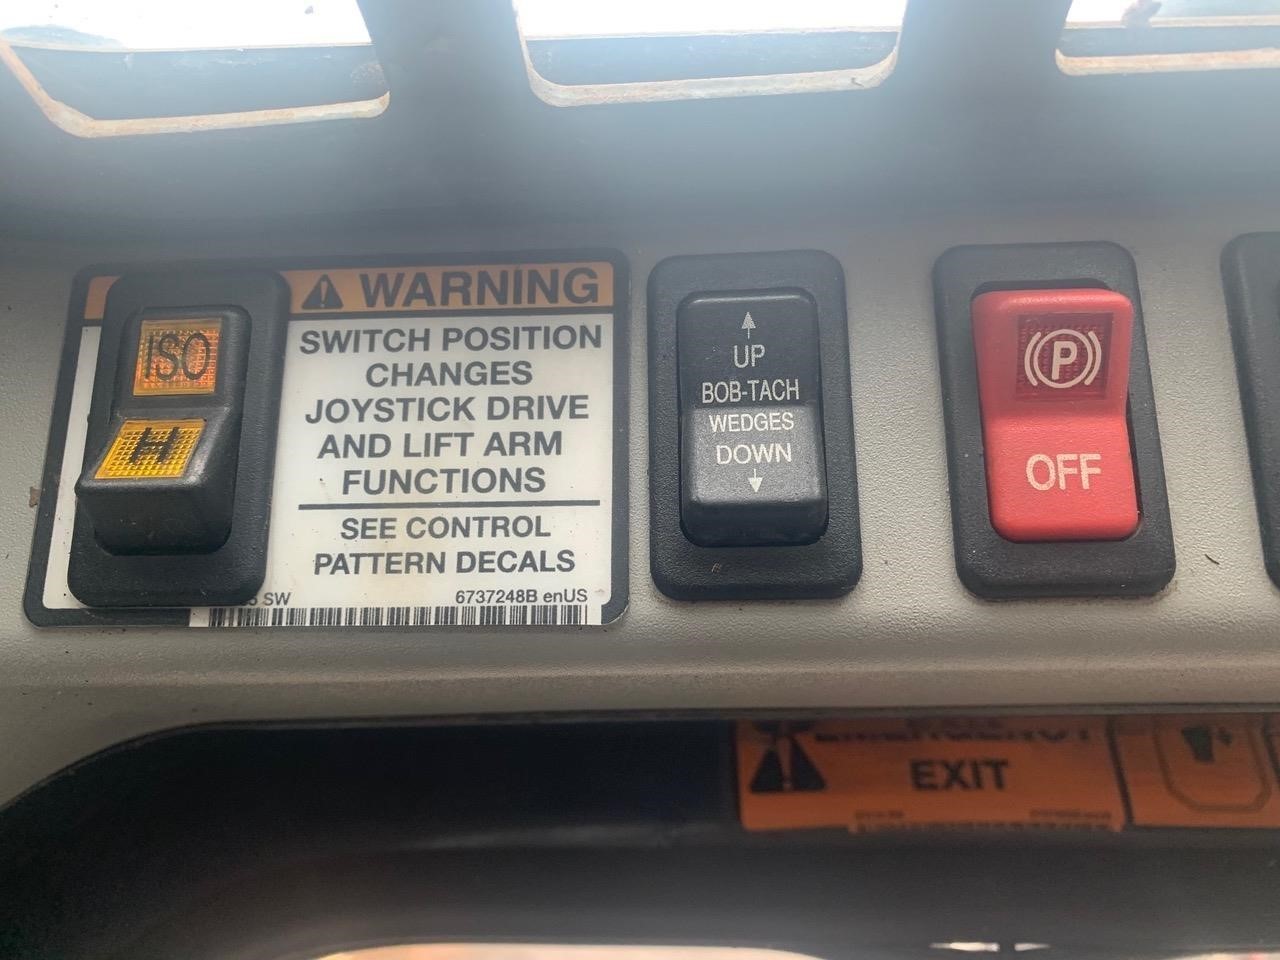 ISO
H
WARNING
SWITCH POSITION
CHANGES
JOYSTICK DRIVE
AND LIFT ARM
FUNCTIONS
SEE CONTROL
PATTERN DECALS
SW
6737248B enUS
UP
BOB-TACH
WEDGES
DOWN
P
OFF
EMERGENCY
EXIT